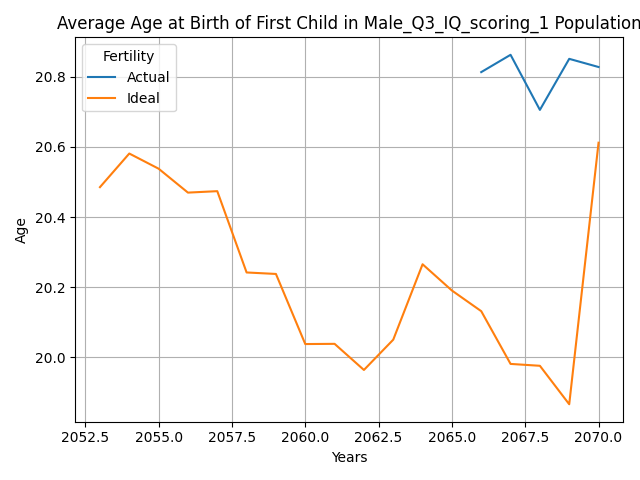 Average Age at Birth of First Child in Male_Q3_IQ_scoring_1 Population
Fertility
Actual
Ideal
20.8
20.6
20.4
20.2
20.0
Age
2052.5 2055.0 2057.5 2060.0 2062.5 2065.0 2067.5 2070.0
Years